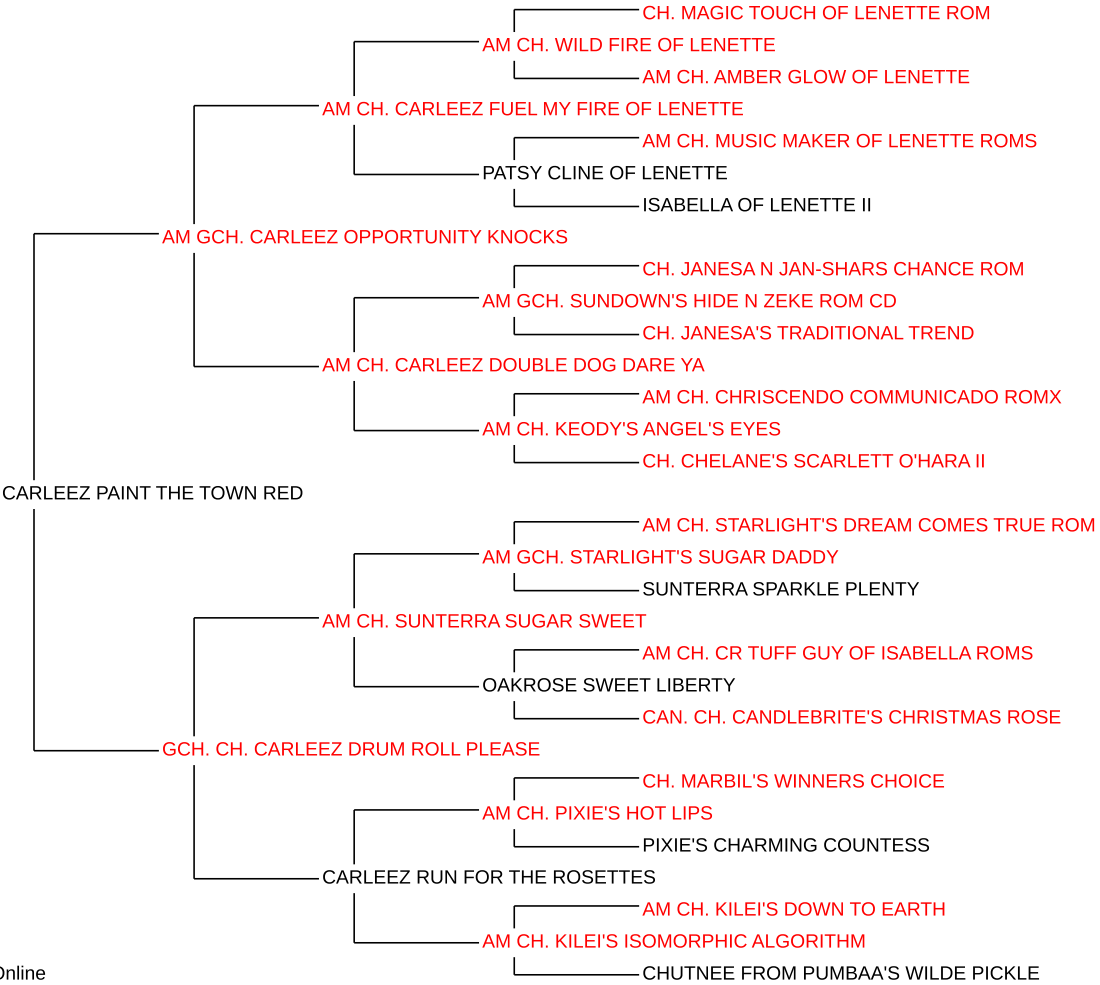 CH. MAGIC TOUCH OF LENETTE ROM
AM CH. WILD FIRE OF LENETTE
AM CH. AMBER GLOW OF LENETTE
AM CH. CARLEEZ FUEL MY FIRE OF LENETTE
AM CH. MUSIC MAKER OF LENETTE ROMS
PATSY CLINE OF LENETTE
ISABELLA OF LENETTE II
AM GCH. CARLEEZ OPPORTUNITY KNOCKS
CH. JANESA N JAN-SHARS CHANCE ROM
AM GCH. SUNDOWN'S HIDE N ZEKE ROM CD
CH. JANESA'S TRADITIONAL TREND
AM CH. CARLEEZ DOUBLE DOG DARE YA
AM CH. CHRISCENDO COMMUNICADO ROMX
AM CH. KEODY'S ANGEL'S EYES
CH. CHELANE'S SCARLETT O'HARA II
CARLEEZ PAINT THE TOWN RED
AM CH. STARLIGHT'S DREAM COMES TRUE ROM
AM GCH. STARLIGHT'S SUGAR DADDY
SUNTERRA SPARKLE PLENTY
AM CH. SUNTERRA SUGAR SWEET
AM CH. CR TUFF GUY OF ISABELLA ROMS
OAKROSE SWEET LIBERTY
CAN. CH. CANDLEBRITE'S CHRISTMAS ROSE
GCH. CH. CARLEEZ DRUM ROLL PLEASE
CH. MARBIL'S WINNERS CHOICE
AM CH. PIXIE'S HOT LIPS
PIXIE'S CHARMING COUNTESS
CARLEEZ RUN FOR THE ROSETTES
AM CH. KILEI'S DOWN TO EARTH
AM CH. KILEI'S ISOMORPHIC ALGORITHM
CHUTNEE FROM PUMBAA'S WILDE PICKLE
Online